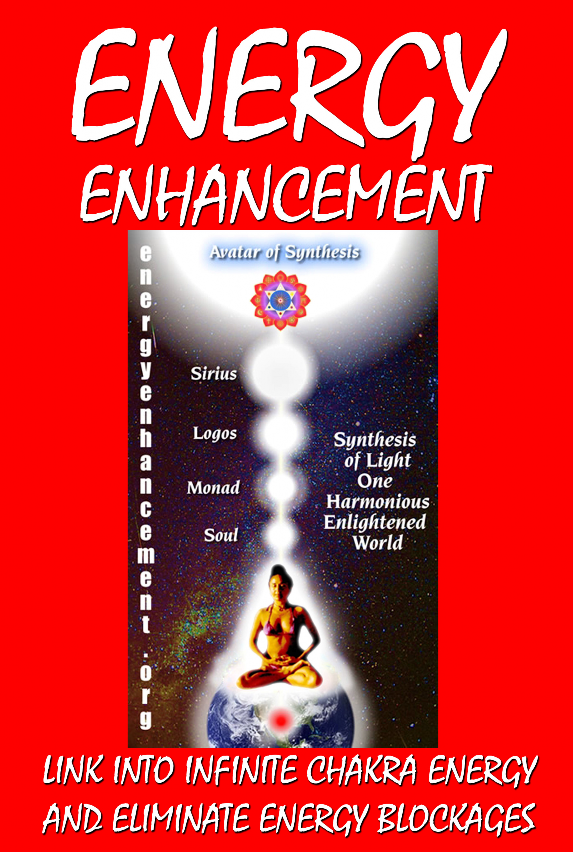 ENERGY
ENHANCEMENT
energyenhancement.org
Avatar of Synthesis
Sirius
Logos
Monad
Soul
Synthesis
of Light
One
Harmonious
Enlightened
World
LINK INTO INFINITE CHAKRA ENERGY
AND ELIMINATE ENERGY BLOCKAGES